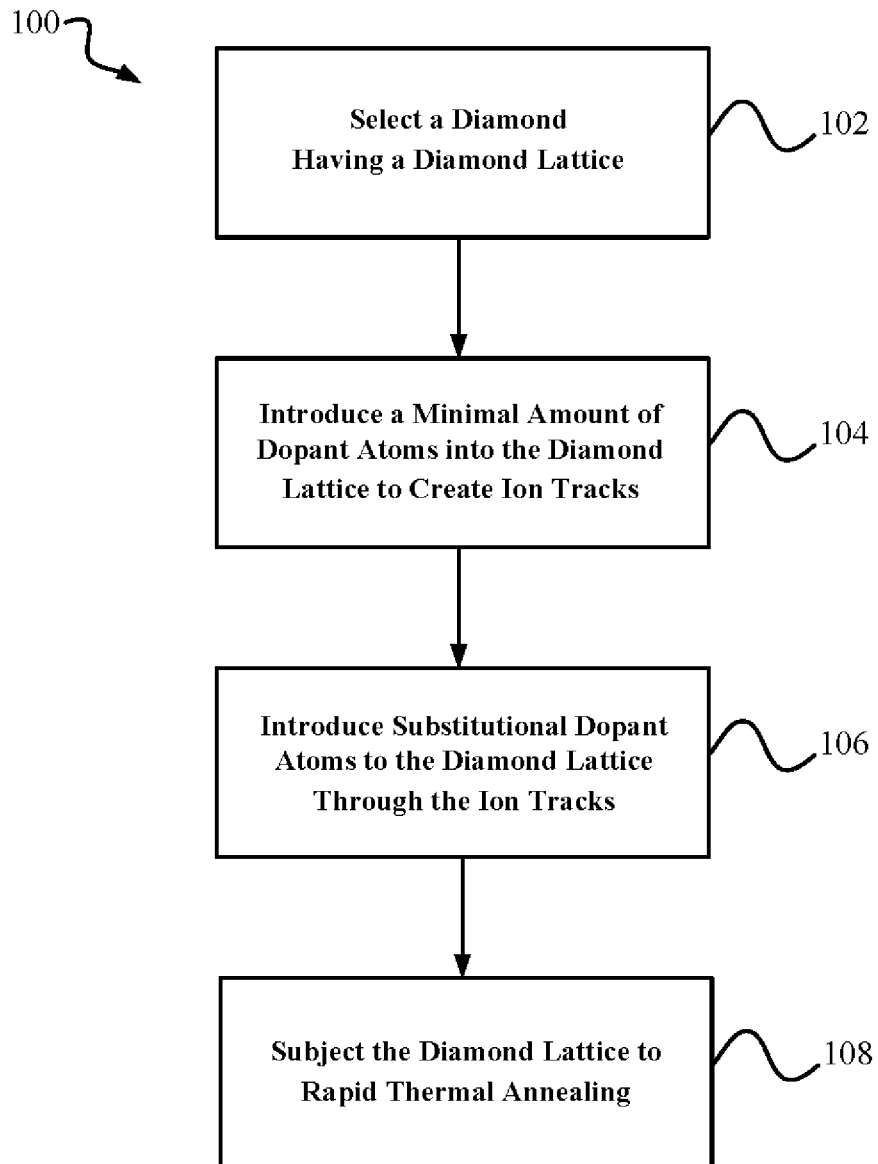 100
Select a Diamond
Having a Diamond Lattice
102
Introduce a Minimal Amount of
Dopant Atoms into the Diamond
Lattice to Create Ion Tracks
104
Introduce Substitutional Dopant
Atoms to the Diamond Lattice
Through the Ion Tracks
106
Subject the Diamond Lattice to
Rapid Thermal Annealing
108